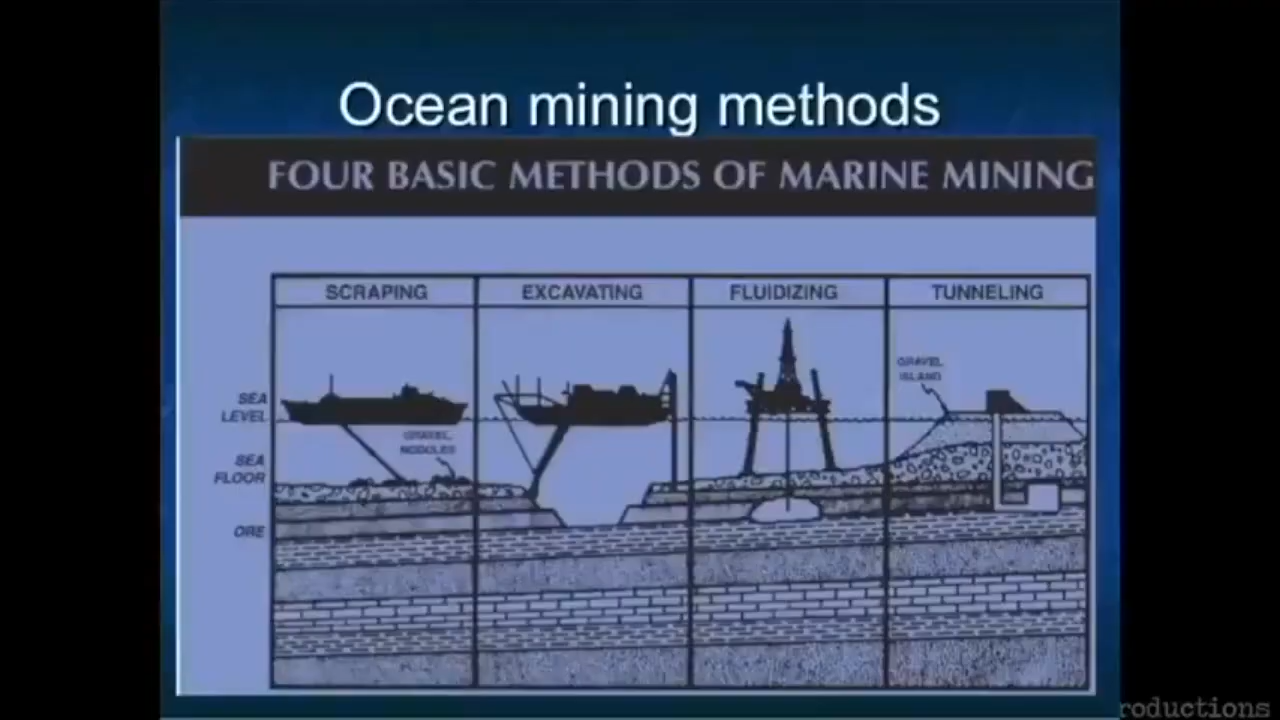 Ocean mining methods
FOUR BASIC METHODS OF MARINE MINING
SCRAPING
EXCAVATING
FLUIDIZING
TUNNELING
GRAVEL
ISLAND
SEA
LEVEL
GRAVEL,
NODULES
SEA
FLOOR
ORE
roductions